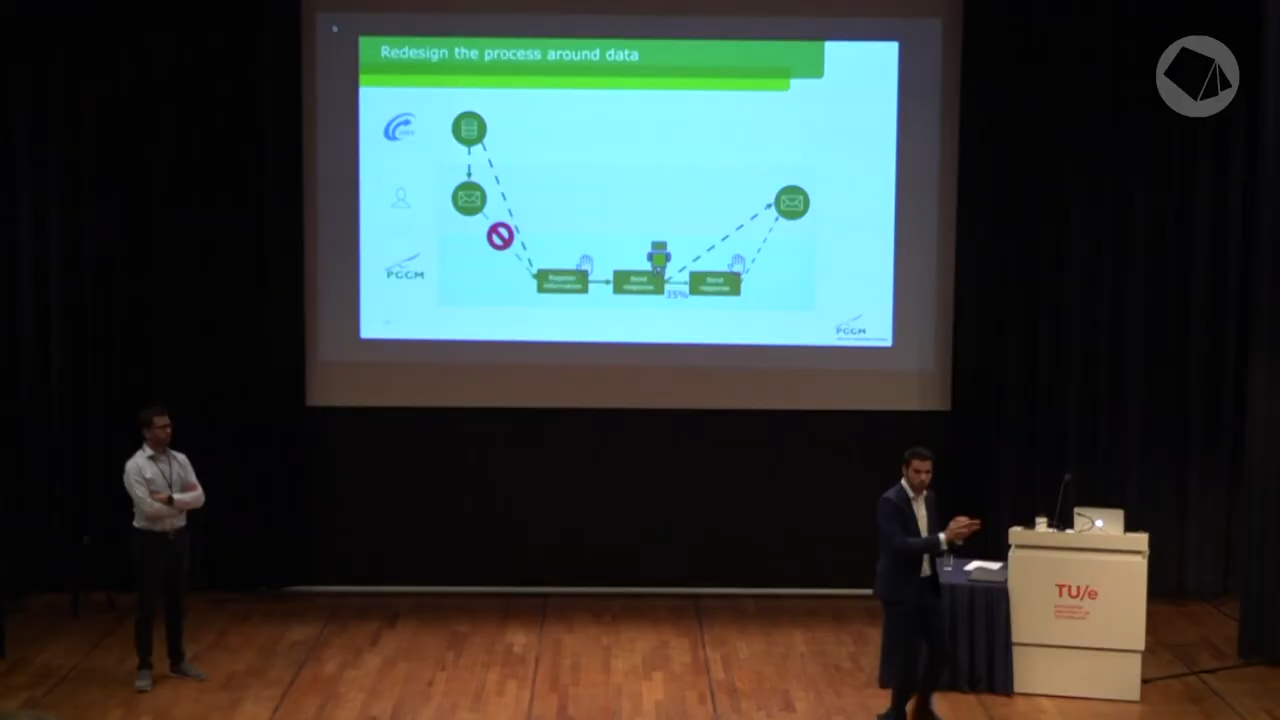 Redesign the process around data
PGGM
Register
information
Send
response
35%
Send
response
PGGM
TU/e